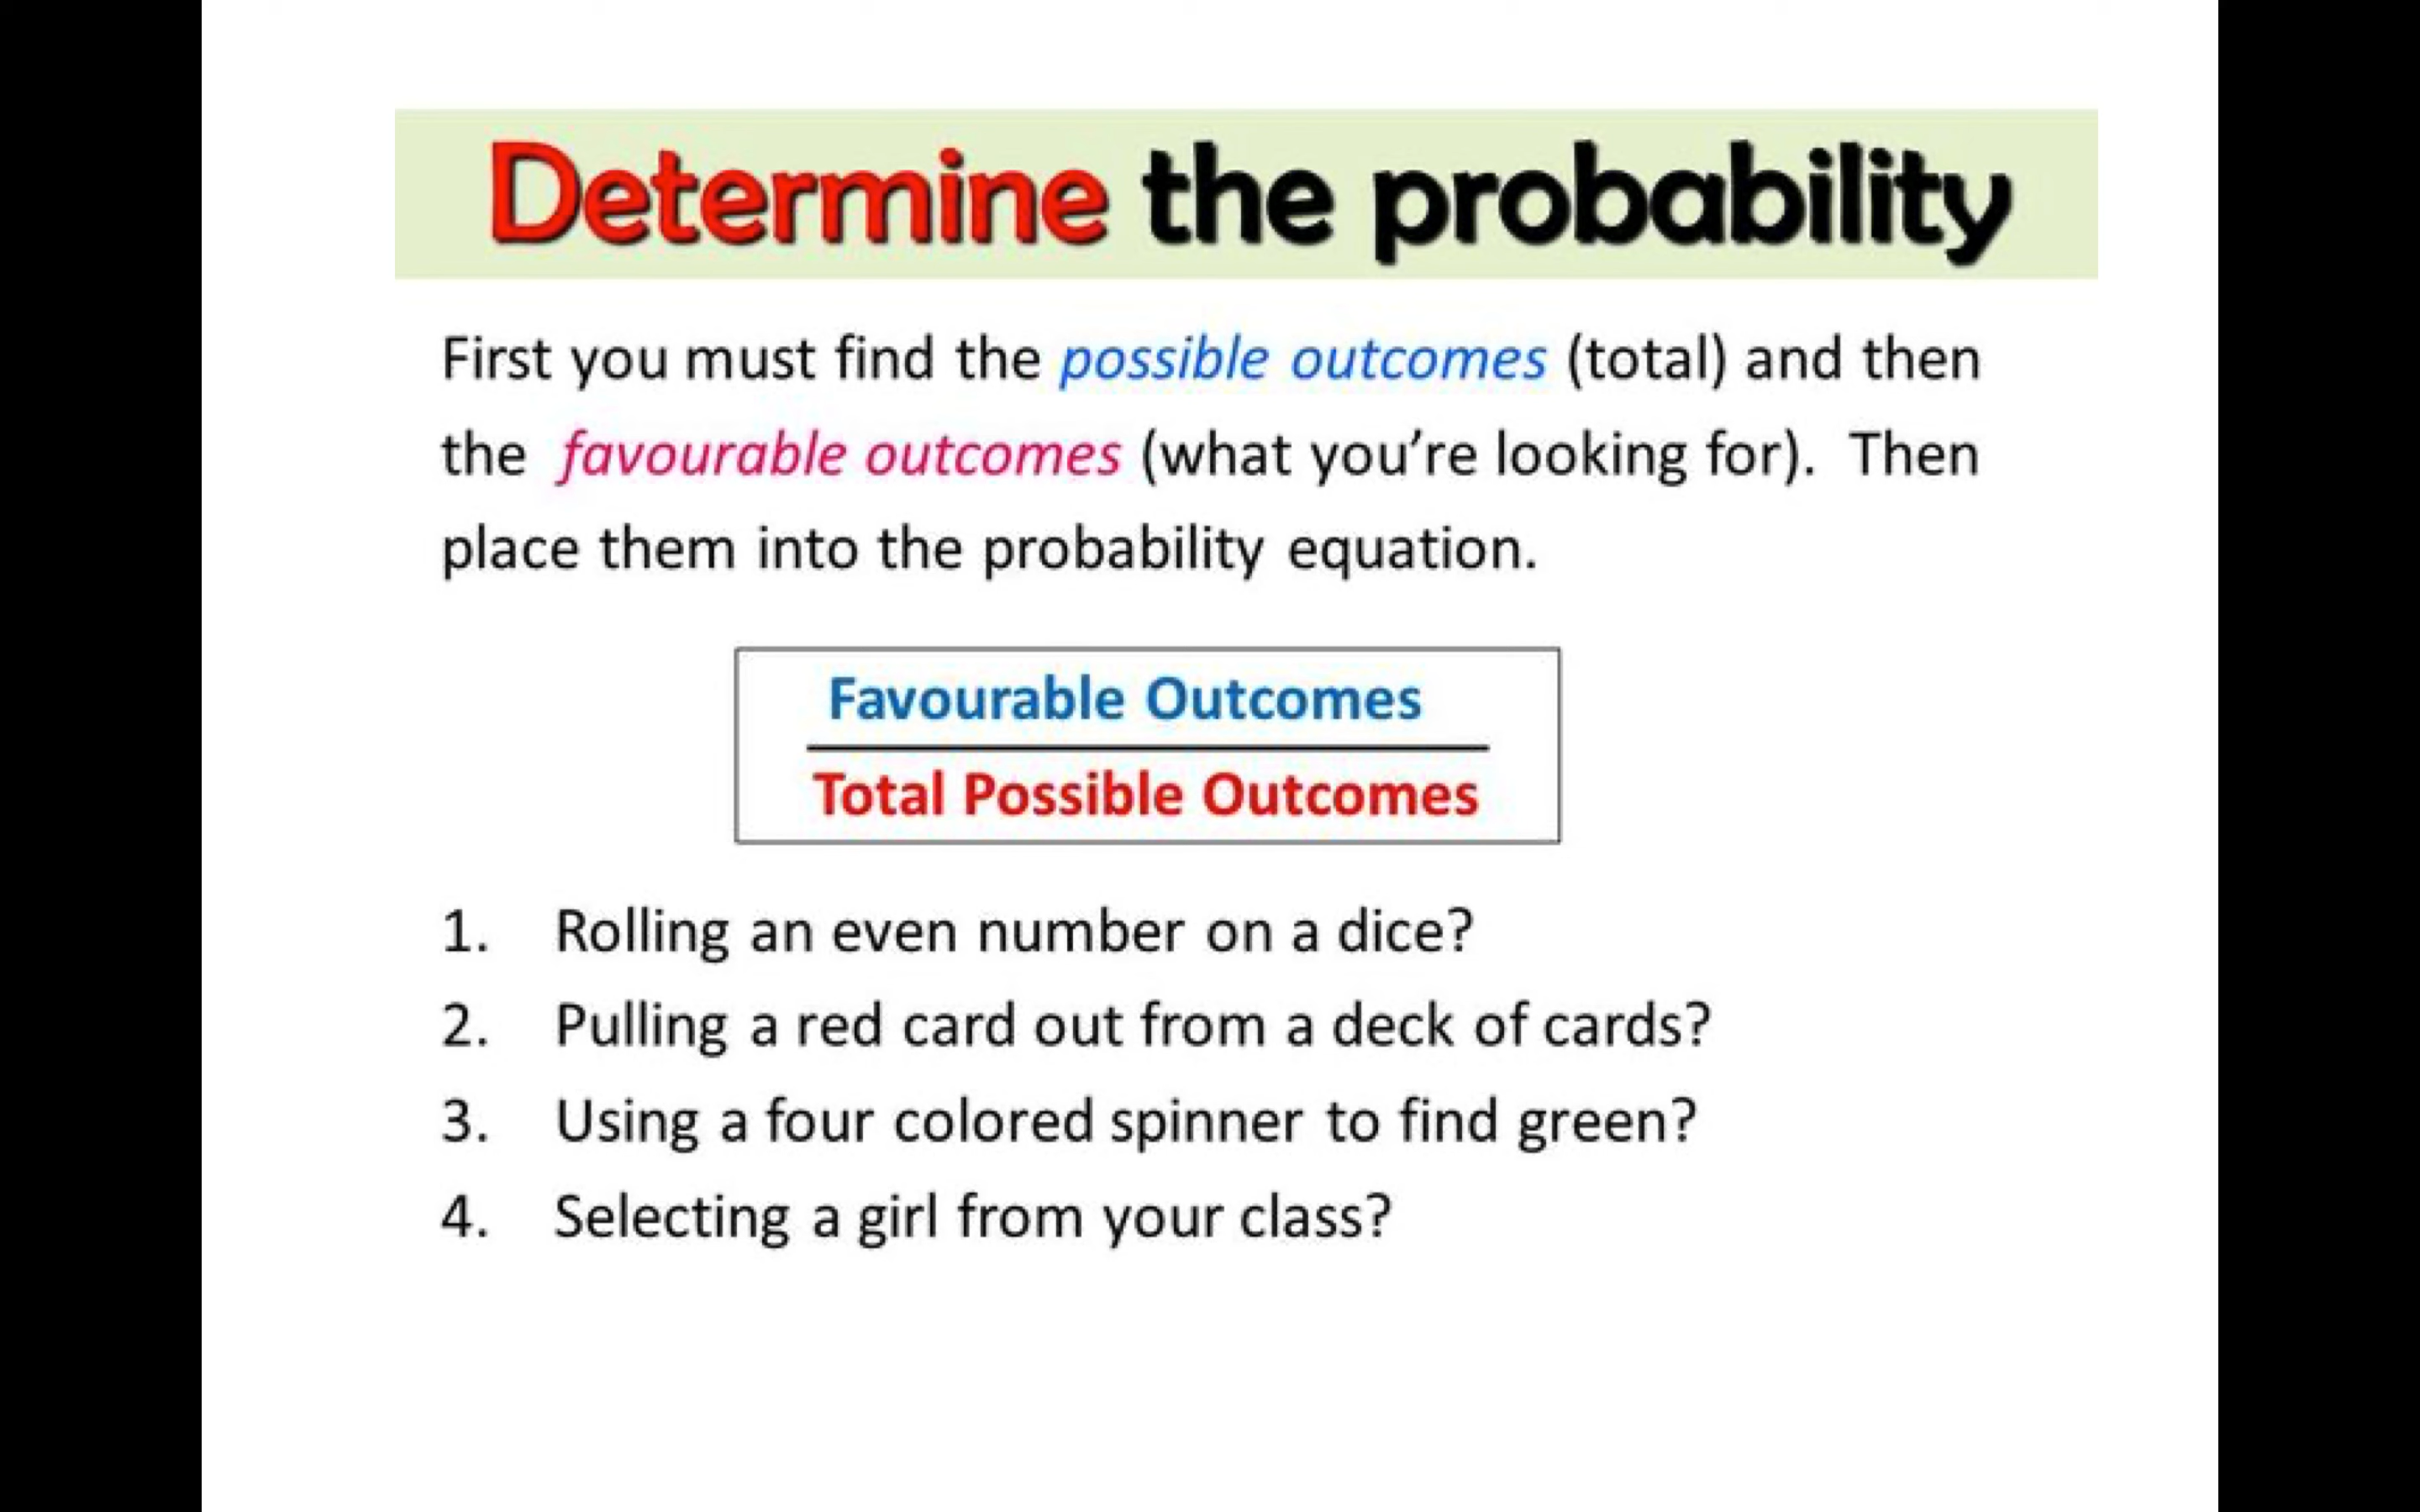 Determine the probability
First you must find the possible outcomes (total) and then
the favourable outcomes (what you’re looking for). Then
place them into the probability equation.
Favourable Outcomes
Total Possible Outcomes
1. Rolling an even number on a dice?
2. Pulling a red card out from a deck of cards?
3. Using a four colored spinner to find green?
4. Selecting a girl from your class?